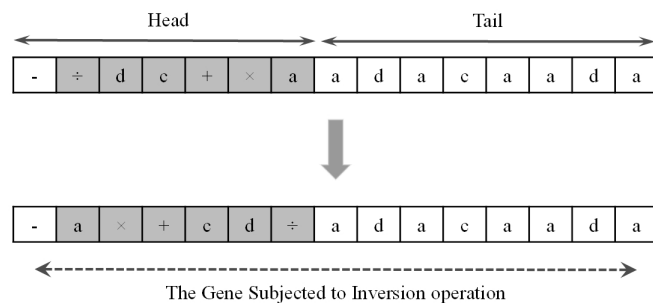 Head Tail
- ÷ d c + × a a d a c a a d a
- a × + c d ÷ a d a c a a d a
The Gene Subjected to Inversion operation